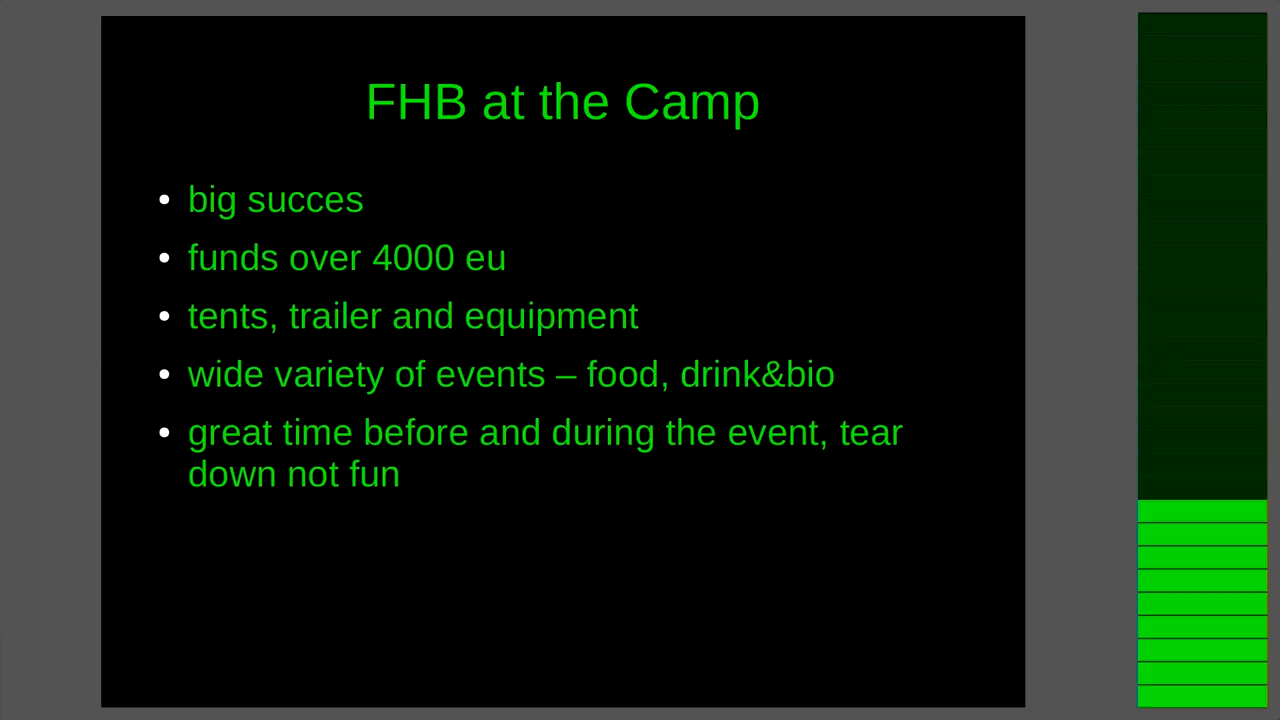 FHB at the Camp
• big succes
• funds over 4000 eu
• tents, trailer and equipment
• wide variety of events – food, drink&bio
• great time before and during the event, tear
down not fun